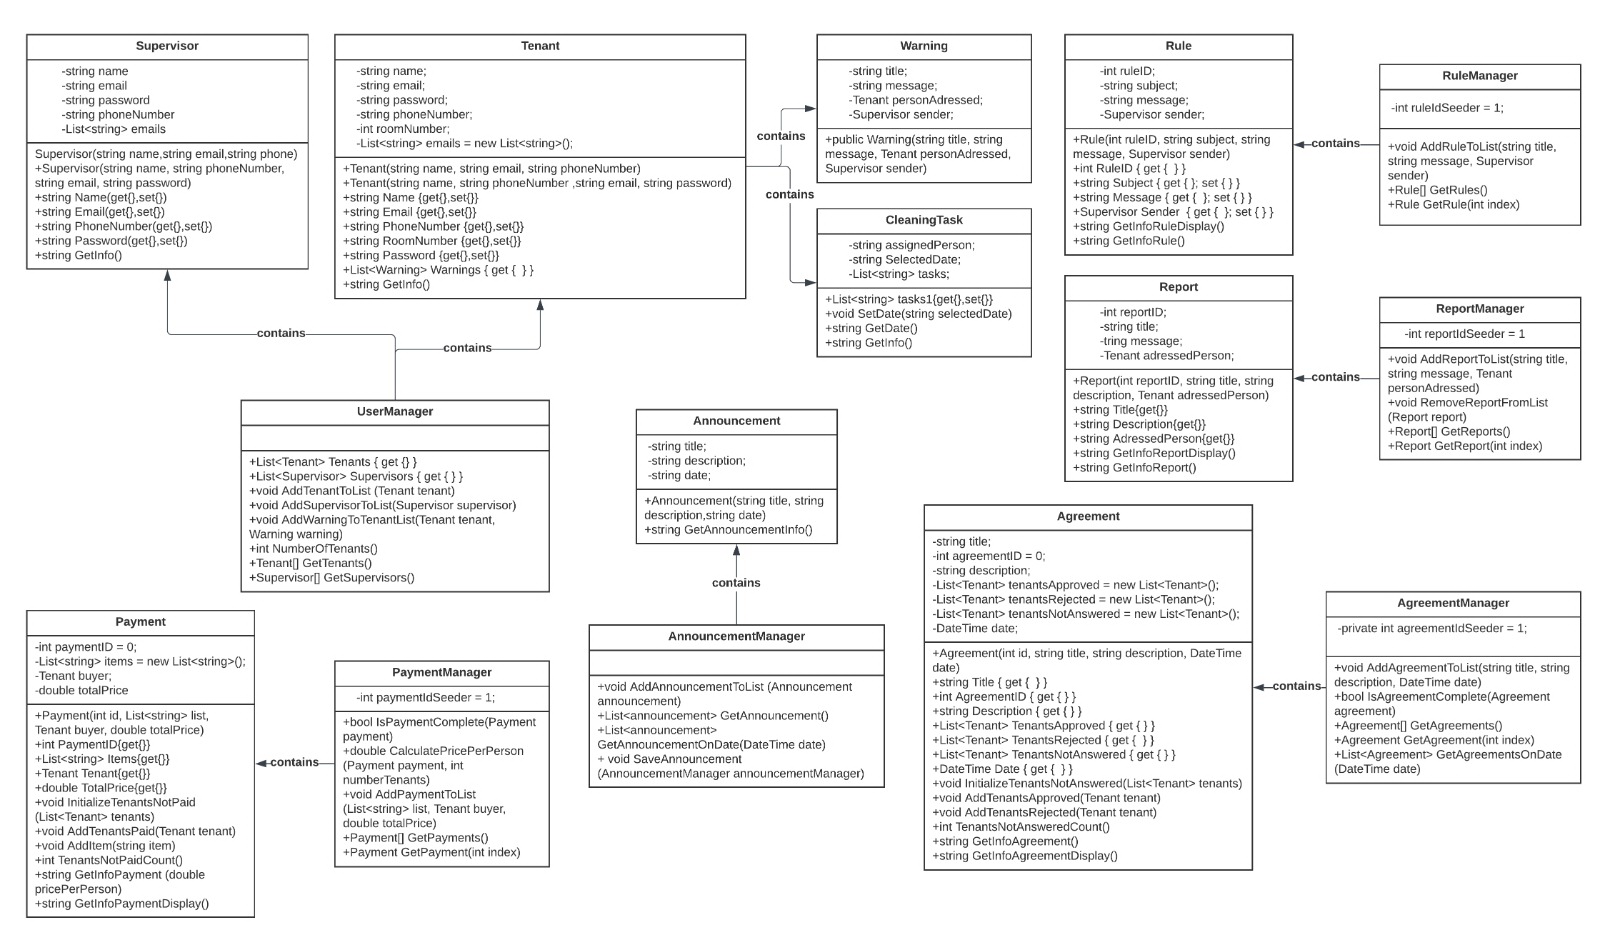 Supervisor
-string name
-string email
-string password
-string phoneNumber
-List<string> emails
Supervisor(string name,string email,string phone)
+Supervisor(string name, string phoneNumber,
string email, string password)
+string Name(get{},set{})
+string Email(get{},set{})
+string PhoneNumber(get{},set{})
+string Password(get{},set{})
+string GetInfo()
Tenant
-string name;
-string email;
-string password;
-string phoneNumber;
-int roomNumber;
-List<string> emails = new List<string>();
+Tenant(string name, string email, string phoneNumber)
+Tenant(string name, string phoneNumber ,string email, string password)
+string Name {get{},set{}}
+string Email {get{},set{}}
+string PhoneNumber {get{},set{}}
+string RoomNumber {get{},set{}}
+string Password {get{},set{}}
+List<Warning> Warnings { get {  } }
+string GetInfo()
contains
contains
Warning
-string title;
-string message;
-Tenant personAdressed;
-Supervisor sender;
+public Warning(string title, string
message, Tenant personAdressed,
Supervisor sender)
CleaningTask
-string assignedPerson;
-string SelectedDate;
-List<string> tasks;
+List<string> tasks1{get{},set{}}
+void SetDate(string selectedDate)
+string GetDate()
+string GetInfo()
Rule
-int ruleID;
-string subject;
-string message;
-Supervisor sender;
+Rule(int ruleID, string subject, string
message, Supervisor sender)
+int RuleID { get {  } }
+string Subject { get { }; set { } }
+string Message { get {  }; set { } }
+Supervisor Sender  { get {  }; set { } }
+string GetInfoRuleDisplay()
+string GetInfoRule()
contains
RuleManager
-int ruleIdSeeder = 1;
+void AddRuleToList(string title,
string message, Supervisor
sender)
+Rule[] GetRules()
+Rule GetRule(int index)
Report
-int reportID;
-string title;
-tring message;
-Tenant adressedPerson;
+Report(int reportID, string title, string
description, Tenant adressedPerson)
+string Title{get{}}
+string Description{get{}}
+string AdressedPerson{get{}}
+string GetInfoReportDisplay()
+string GetInfoReport()
contains
ReportManager
-int reportIdSeeder = 1
+void AddReportToList(string title,
string message, Tenant
personAdressed)
+void RemoveReportFromList
(Report report)
+Report[] GetReports()
+Report GetReport(int index)
contains
contains
UserManager
+List<Tenant> Tenants { get {} }
+List<Supervisor> Supervisors { get { } }
+void AddTenantToList (Tenant tenant)
+void AddSupervisorToList(Supervisor supervisor)
+void AddWarningToTenantList(Tenant tenant,
Warning warning)
+int NumberOfTenants()
+Tenant[] GetTenants()
+Supervisor[] GetSupervisors()
Announcement
-string title;
-string description;
-string date;
+Announcement(string title, string
description,string date)
+string GetAnnouncementInfo()
contains
AnnouncementManager
+void AddAnnouncementToList (Announcement
announcement)
+List<announcement> GetAnnouncement()
+List<announcement>
GetAnnouncementOnDate(DateTime date)
+ void SaveAnnouncement
(AnnouncementManager announcementManager)
Agreement
-string title;
-int agreementID = 0;
-string description;
-List<Tenant> tenantsApproved = new List<Tenant>();
-List<Tenant> tenantsRejected = new List<Tenant>();
-List<Tenant> tenantsNotAnswered = new List<Tenant>();
-DateTime date;
+Agreement(int id, string title, string description, DateTime
date)
+string Title { get {  } }
+int AgreementID { get { } }
+string Description { get { } }
+List<Tenant> TenantsApproved { get { } }
+List<Tenant> TenantsRejected { get {  } }
+List<Tenant> TenantsNotAnswered { get { } }
+DateTime Date { get {  } }
+void InitializeTenantsNotAnswered(List<Tenant> tenants)
+void AddTenantsApproved(Tenant tenant)
+void AddTenantsRejected(Tenant tenant)
+int TenantsNotAnsweredCount()
+string GetInfoAgreement()
+string GetInfoAgreementDisplay()
contains
AgreementManager
-private int agreementIdSeeder = 1;
+void AddAgreementToList(string title, string
description, DateTime date)
+bool IsAgreementComplete(Agreement
agreement)
+Agreement[] GetAgreements()
+Agreement GetAgreement(int index)
+List<Agreement> GetAgreementsOnDate
(DateTime date)
Payment
-int paymentID = 0;
-List<string> items = new List<string>();
-Tenant buyer;
-double totalPrice
+Payment(int id, List<string> list,
Tenant buyer, double totalPrice)
+int PaymentID{get{}}
+List<string> Items{get{}}
+Tenant Tenant{get{}}
+double TotalPrice{get{}}
+void InitializeTenantsNotPaid
(List<Tenant> tenants)
+void AddTenantsPaid(Tenant tenant)
+void AddItem(string item)
+int TenantsNotPaidCount()
+string GetInfoPayment (double
pricePerPerson)
+string GetInfoPaymentDisplay()
contains
PaymentManager
-int paymentIdSeeder = 1;
+bool IsPaymentComplete(Payment
payment)
+double CalculatePricePerPerson
(Payment payment, int
numberTenants)
+void AddPaymentToList
(List<string> list, Tenant buyer,
double totalPrice)
+Payment[] GetPayments()
+Payment GetPayment(int index)